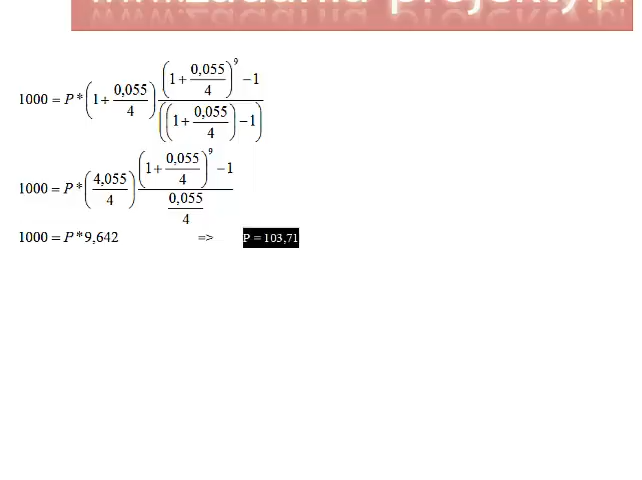 1000 = P * (1 + 0,055/4) ((1 + 0,055/4)^9 − 1)/(((1 + 0,055/4) − 1))
1000 = P * (4,055/4) ((1 + 0,055/4)^9 − 1)/(0,055/4)
1000 = P * 9,642 => P = 103,71